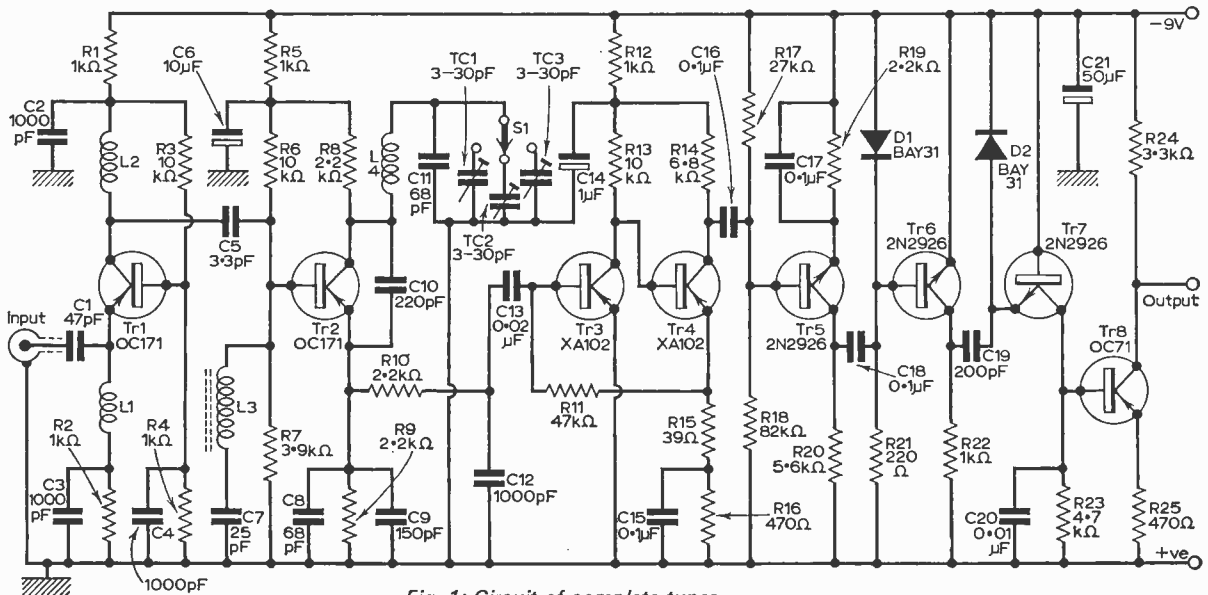 R1
1kΩ
C6
10μF
R5
1kΩ
TC1
3–30pF
TC3
3–30pF
R12
1kΩ
C16
0·1μF
R17
27kΩ
R19
2·2kΩ
C21
50μF
−9V
C2
1000
pF
L2
R3
10
kΩ
R6
10
kΩ
R8
2·2
kΩ
L
4
C11
68
pF
S1
C14
1μF
R13
10
kΩ
R14
6·8
kΩ
C17
0·1μF
D1
BAY31
D2
BAY
31
R24
3·3kΩ
C5
3·3pF
TC2
3-30pF
Tr6
2N2926
Tr7
2N2926
Input
C1
47pF
Tr1
OC171
Tr2
OC171
C10
220pF
C13
0·02
μF
Tr3
XA102
Tr4
XA102
Tr5
2N2926
C18
0·1μF
C19
200pF
Output
Tr8
OC71
L1
L3
R10
2·2kΩ
R11
47kΩ
R2
1kΩ
R4
1kΩ
R7
3·9kΩ
R9
2·2kΩ
R15
39Ω
R18
82kΩ
R20
5·6kΩ
R21
220
Ω
R22
1kΩ
C3
1000
pF
C4
1000pF
C7
25
pF
C8
68
pF
C9
150pF
C12
1000pF
C15
0·1μF
R16
470Ω
C20
0·01
μF
R23
4·7
kΩ
R25
470Ω
+ve